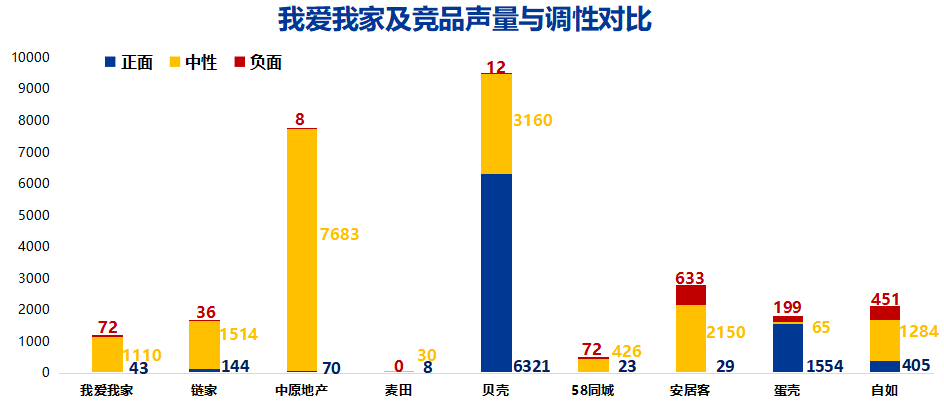 我爱我家及竞品声量与调性对比
10000
正面 中性 负面
9000
8000
7000
6000
5000
4000
3000
2000
1000
0
72 1110 43
36 1514 144
8 7683 70
0 30 8
12 3160 6321
72 426 23
633 2150 29
199 65 1554
451 1284 405
我爱我家 链家 中原地产 麦田 贝壳 58同城 安居客 蛋壳 自如